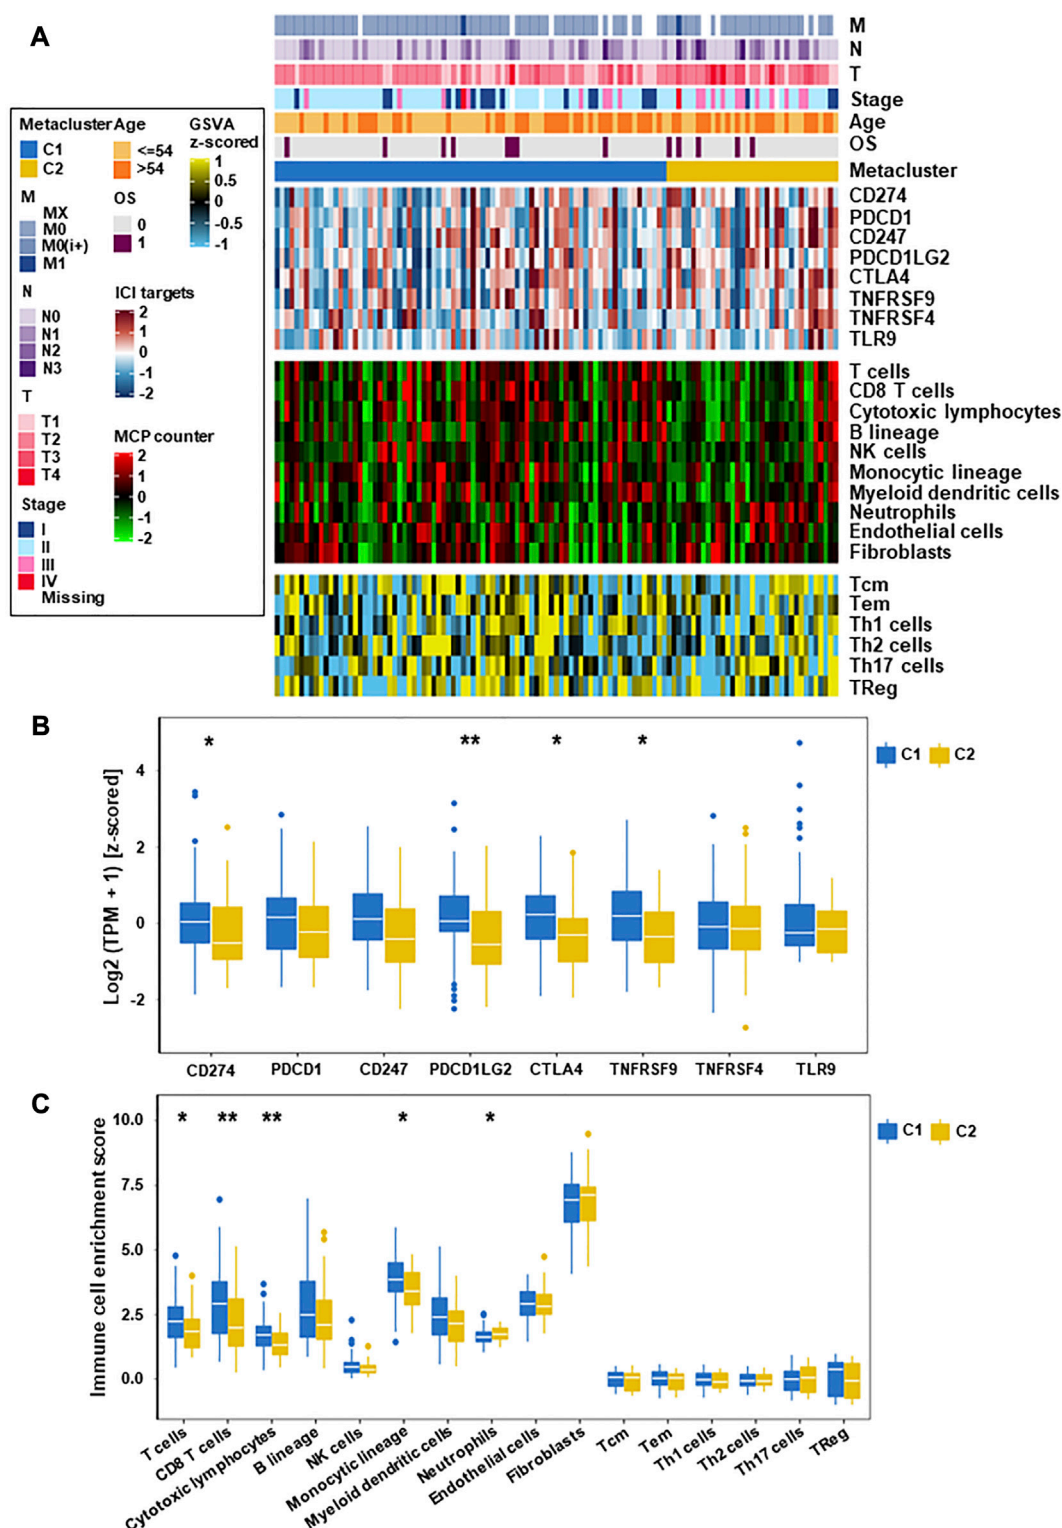 A
M
N
T
Stage
Age
OS
Metacluster
Metacluster
C1
C2
M
MX
M0
M0(i+)
M1
N
N0
N1
N2
N3
T
T1
T2
T3
T4
Stage
I
II
III
IV
Missing
Age
<=54
>54
OS
0
1
ICI targets
2
1
0
-1
-2
MCP counter
2
1
0
-1
-2
GSVA
z-scored
1
0.5
0
-0.5
-1
CD274
PDCD1
CD247
PDCD1LG2
CTLA4
TNFRSF9
TNFRSF4
TLR9
T cells
CD8 T cells
Cytotoxic lymphocytes
B lineage
NK cells
Monocytic lineage
Myeloid dendritic cells
Neutrophils
Endothelial cells
Fibroblasts
Tcm
Tem
Th1 cells
Th2 cells
Th17 cells
TReg
B
* ** * *
Log2 (TPM + 1) [z-scored]
4
2
0
-2
CD274 PDCD1 CD247 PDCD1LG2 CTLA4 TNFRSF9 TNFRSF4 TLR9
C1 C2
C
* ** ** * *
Immune cell enrichment score
10.0
7.5
5.0
2.5
0.0
T cells
CD8 T cells
Cytotoxic lymphocytes
B lineage
NK cells
Monocytic lineage
Myeloid dendritic cells
Neutrophils
Endothelial cells
Fibroblasts
Tcm
Tem
Th1 cells
Th2 cells
Th17 cells
TReg
C1 C2